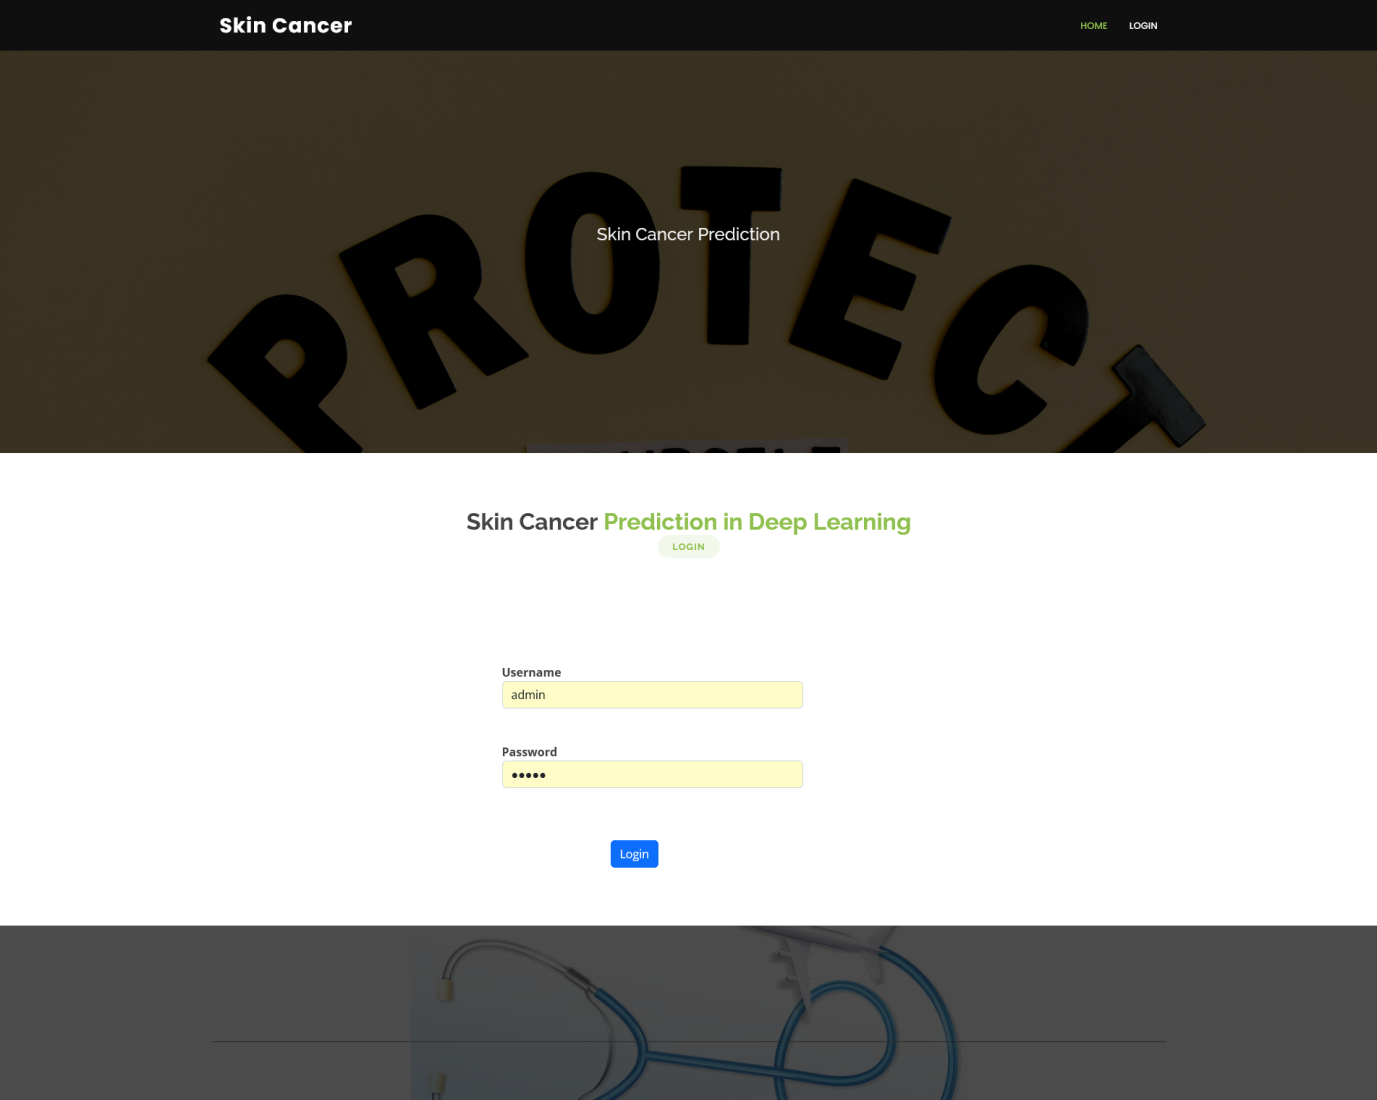 Skin Cancer
HOME
LOGIN
PROTECT
Skin Cancer Prediction
Skin Cancer Prediction in Deep Learning
LOGIN
Username
admin
Password
●●●●●
Login